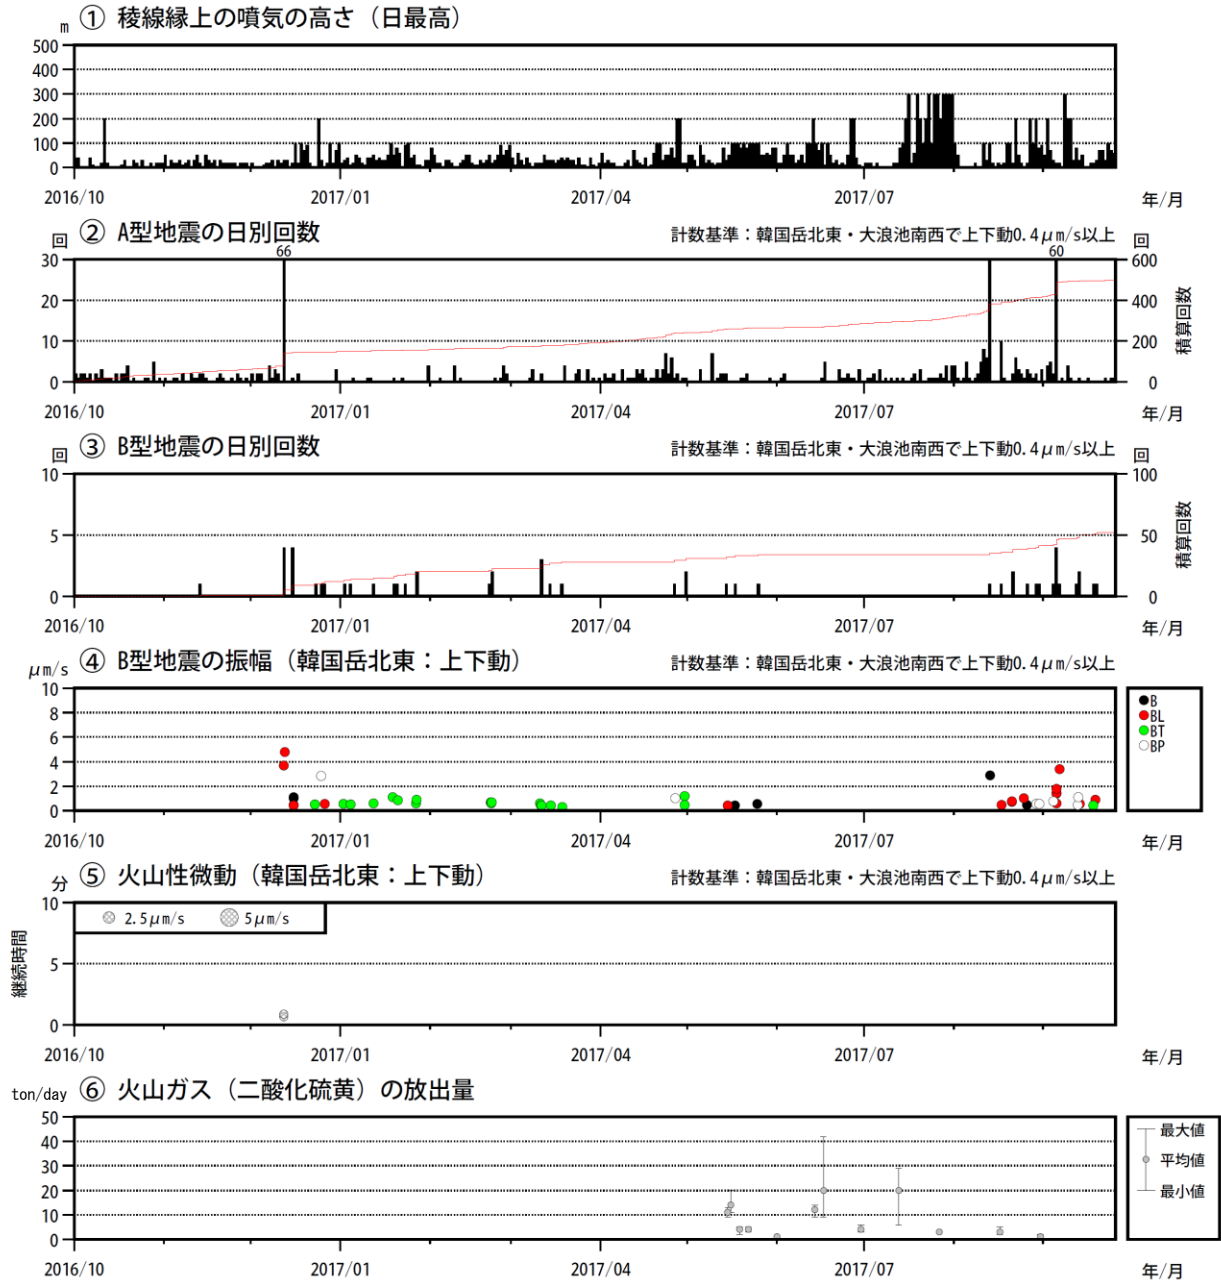 ① 稜線縁上の噴気の高さ（日最高）
m
500
400
300
200
100
0
2016/10 2017/01 2017/04 2017/07 年/月
② A型地震の日別回数 計数基準：韓国岳北東・大浪池南西で上下動0.4μm/s以上
回 回
66 60
30 600
20 400
10 200
0 0
積算回数
2016/10 2017/01 2017/04 2017/07 年/月
③ B型地震の日別回数 計数基準：韓国岳北東・大浪池南西で上下動0.4μm/s以上
回 回
10 100
5 50
0 0
積算回数
2016/10 2017/01 2017/04 2017/07 年/月
④ B型地震の振幅（韓国岳北東：上下動） 計数基準：韓国岳北東・大浪池南西で上下動0.4μm/s以上
μm/s
10
8
6
4
2
0
B
BL
BT
BP
2016/10 2017/01 2017/04 2017/07 年/月
⑤ 火山性微動（韓国岳北東：上下動） 計数基準：韓国岳北東・大浪池南西で上下動0.4μm/s以上
分
10
5
0
継続時間
2.5μm/s 5μm/s
2016/10 2017/01 2017/04 2017/07 年/月
⑥ 火山ガス（二酸化硫黄）の放出量
ton/day
50
40
30
20
10
0
最大値
平均値
最小値
2016/10 2017/01 2017/04 2017/07 年/月